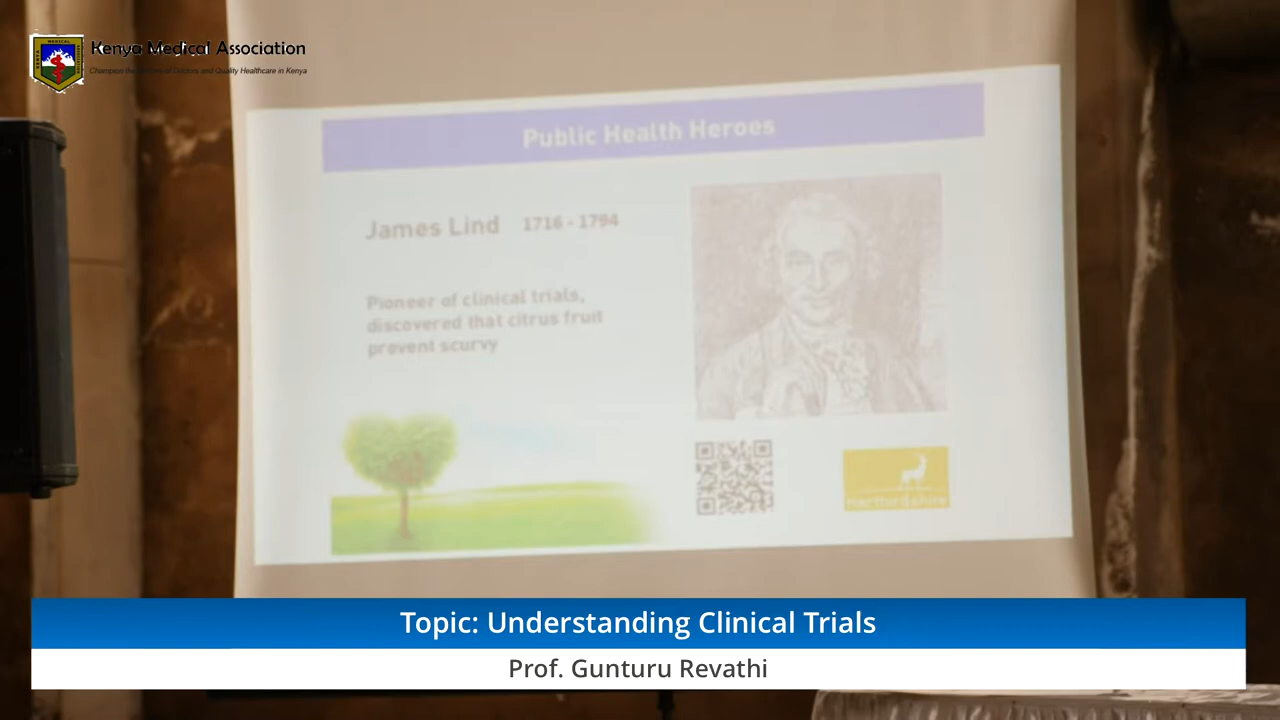 Kenya Medical Association
Public Health Heroes
James Lind 1716 - 1794
Pioneer of clinical trials,
discovered that citrus fruit
prevent scurvy
hertfordshire
Topic: Understanding Clinical Trials
Prof. Gunturu Revathi